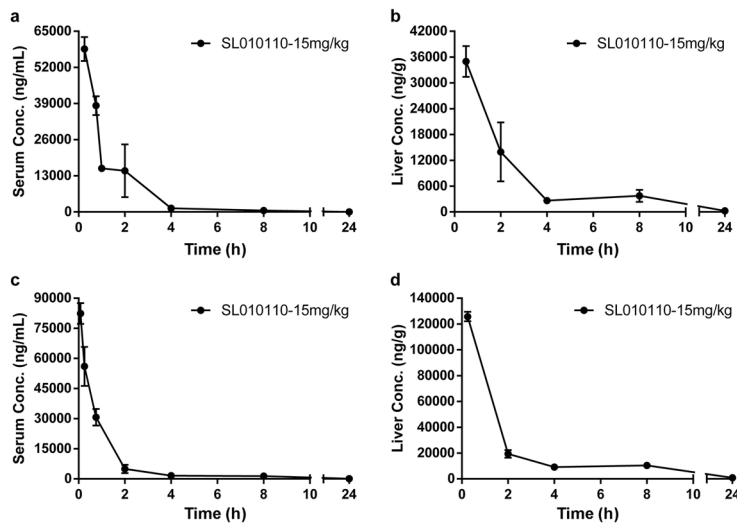 a
SL010110-15mg/kg
Serum Conc. (ng/mL)
65000
52000
39000
26000
13000
0
0 2 4 6 8 10 24
Time (h)
b
SL010110-15mg/kg
Liver Conc. (ng/g)
42000
36000
30000
24000
18000
12000
6000
0
0 2 4 6 8 10 24
Time (h)
c
SL010110-15mg/kg
Serum Conc. (ng/mL)
90000
75000
60000
45000
30000
15000
0
0 2 4 6 8 10 24
Time (h)
d
SL010110-15mg/kg
Liver Conc. (ng/g)
140000
120000
100000
80000
60000
40000
20000
0
0 2 4 6 8 10 24
Time (h)